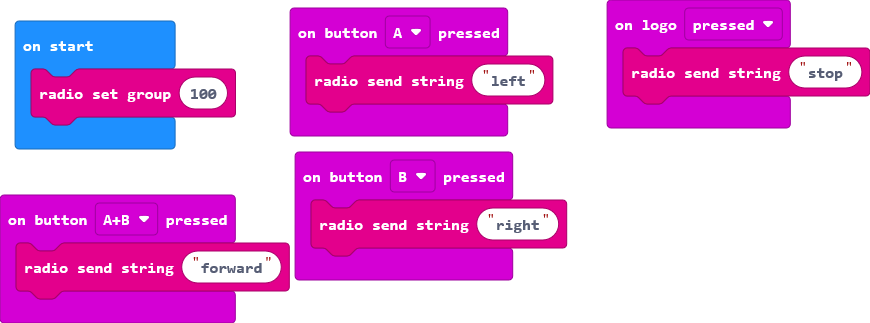 on start
radio set group 100
on button A pressed
radio send string "left"
on logo pressed
radio send string "stop"
on button A+B pressed
radio send string "forward"
on button B pressed
radio send string "right"